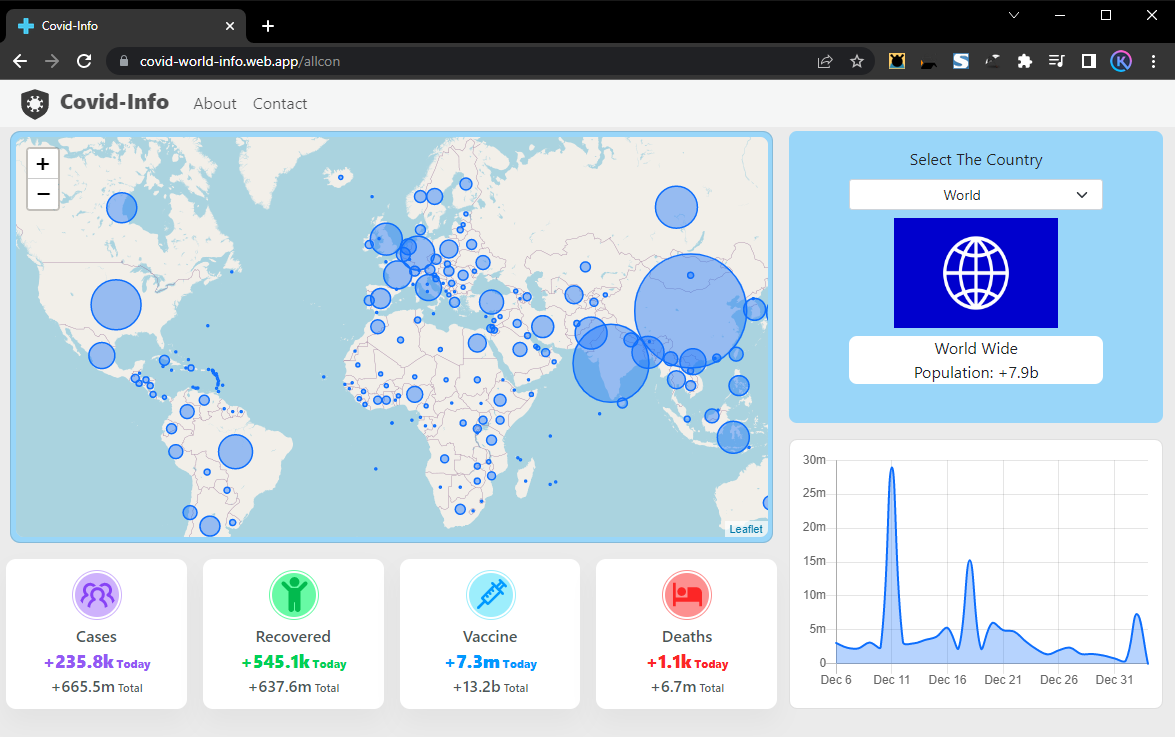 Covid-Info
covid-world-info.web.app/allcon
K
Covid-Info
About
Contact
+
−
Leaflet
Select The Country
World
World Wide
Population: +7.9b
30m
25m
20m
15m
10m
5m
0
Dec 6 Dec 11 Dec 16 Dec 21 Dec 26 Dec 31
Cases
+235.8k Today
+665.5m Total
Recovered
+545.1k Today
+637.6m Total
Vaccine
+7.3m Today
+13.2b Total
Deaths
+1.1k Today
+6.7m Total